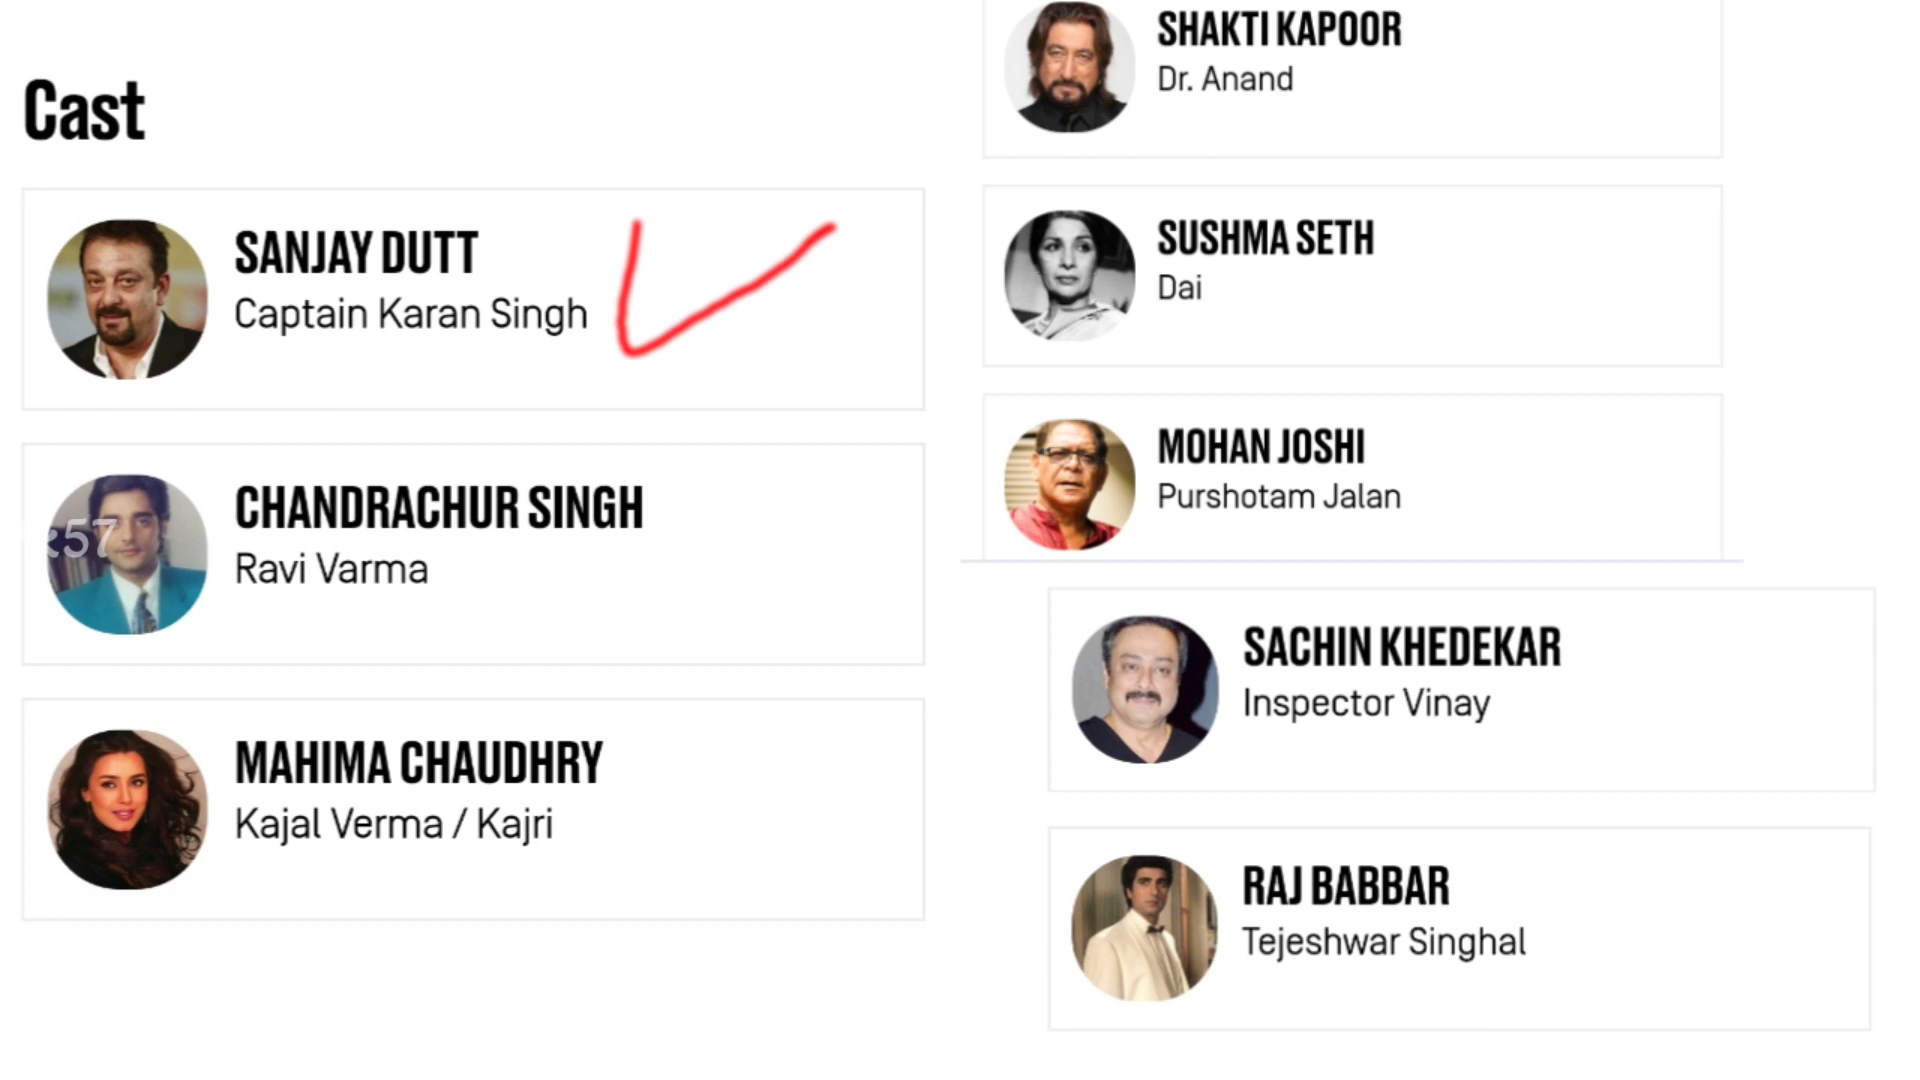 Cast
SANJAY DUTT
Captain Karan Singh
CHANDRACHUR SINGH
Ravi Varma
MAHIMA CHAUDHRY
Kajal Verma / Kajri
SHAKTI KAPOOR
Dr. Anand
SUSHMA SETH
Dai
MOHAN JOSHI
Purshotam Jalan
SACHIN KHEDEKAR
Inspector Vinay
RAJ BABBAR
Tejeshwar Singhal